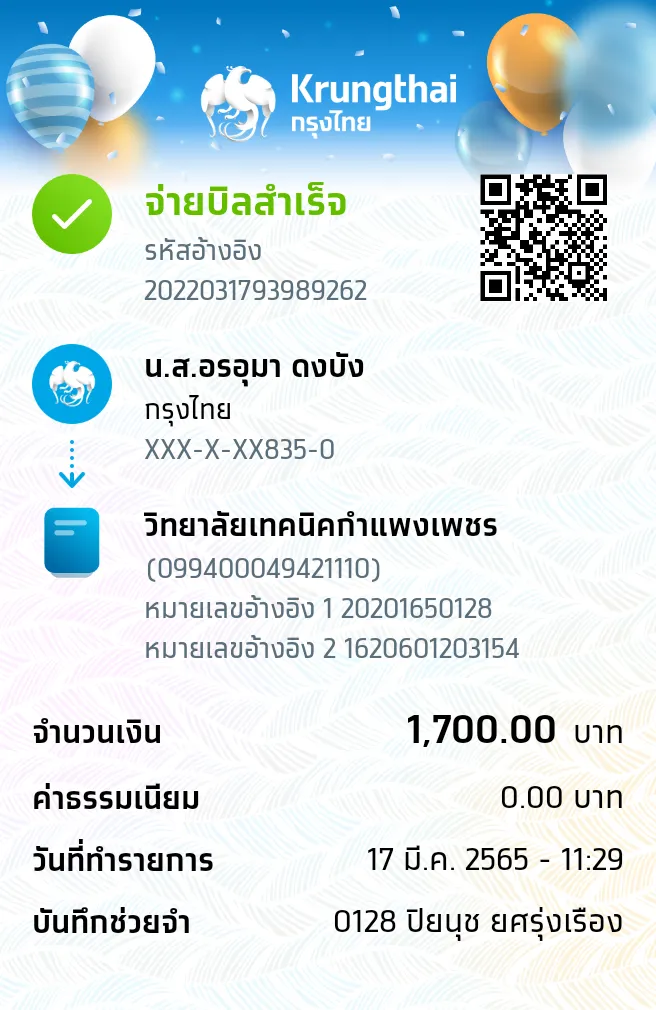 Krungthai
กรุงไทย
จ่ายบิลสำเร็จ
รหัสอ้างอิง
2022031793989262
น.ส.อรอุมา ดงบัง
กรุงไทย
XXX-X-XX835-0
วิทยาลัยเทคนิคกำแพงเพชร
(099400049421110)
หมายเลขอ้างอิง 1 20201650128
หมายเลขอ้างอิง 2 1620601203154
จำนวนเงิน 1,700.00 บาท
ค่าธรรมเนียม 0.00 บาท
วันที่ทำรายการ 17 มี.ค. 2565 - 11:29
บันทึกช่วยจำ 0128 ปิยนุช ยศรุ่งเรือง